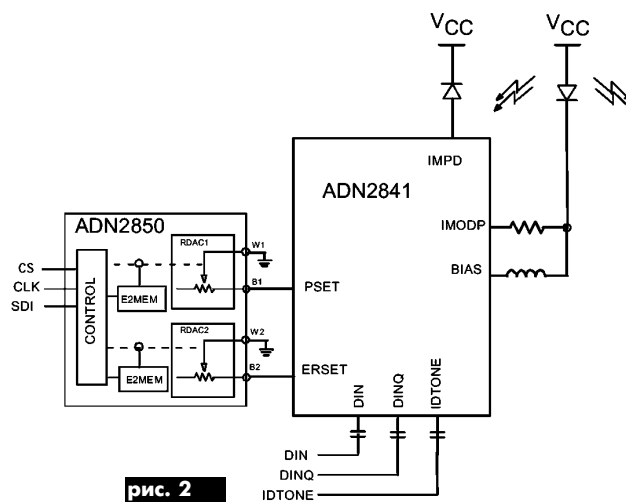 VCC
VCC
IMPD
ADN2841
ADN2850
IMODP
BIAS
RDAC1
W1
CS
CLK
SDI
CONTROL
E2MEM
B1
PSET
RDAC2
W2
E2MEM
B2
ERSET
DIN
DINQ
IDTONE
DIN
DINQ
IDTONE
рис. 2